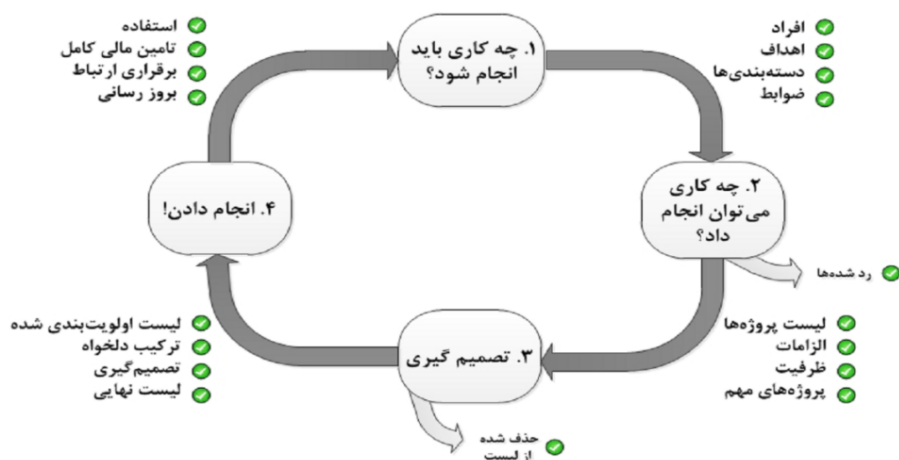 ۱. چه کاری باید
انجام شود؟
افراد
اهداف
دسته‌بندی‌ها
ضوابط
۲. چه کاری
می‌توان انجام
داد؟
رد شده‌ها
لیست پروژه‌ها
الزامات
ظرفیت
پروژه‌های مهم
۳. تصمیم گیری
حذف شده
از لیست
لیست اولویت‌بندی شده
ترکیب دلخواه
تصمیم‌گیری
لیست نهایی
۴. انجام دادن!
استفاده
تامین مالی کامل
برقراری ارتباط
بروز رسانی